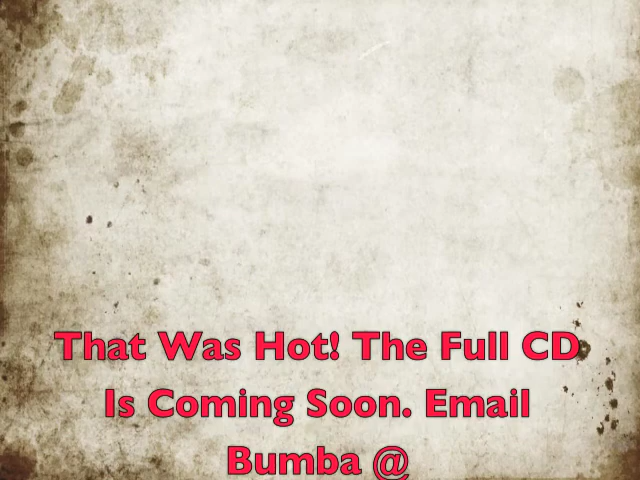 That Was Hot! The Full CD
Is Coming Soon. Email
Bumba @